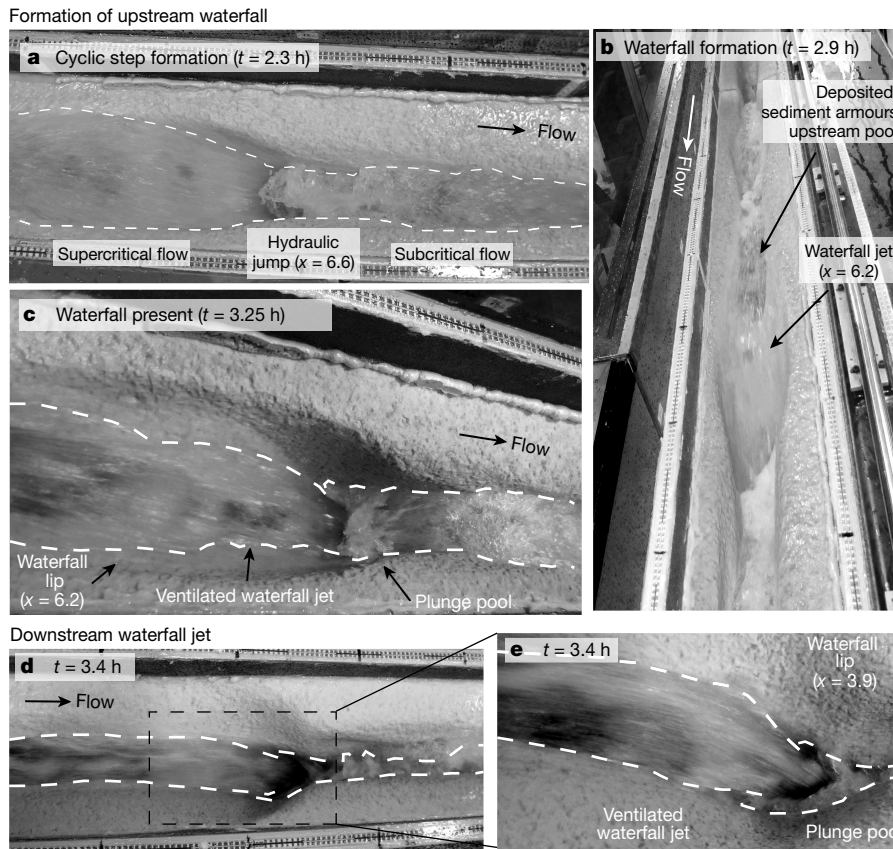 Formation of upstream waterfall
a Cyclic step formation (t = 2.3 h)
Flow
Supercritical flow
Hydraulic
jump (x = 6.6)
Subcritical flow
b Waterfall formation (t = 2.9 h)
Deposited
sediment armours
upstream pool
Flow
Waterfall jet
(x = 6.2)
c Waterfall present (t = 3.25 h)
Flow
Waterfall
lip
(x = 6.2)
Ventilated waterfall jet
Plunge pool
Downstream waterfall jet
d t = 3.4 h
Flow
e t = 3.4 h
Waterfall
lip
(x = 3.9)
Ventilated
waterfall jet
Plunge pool